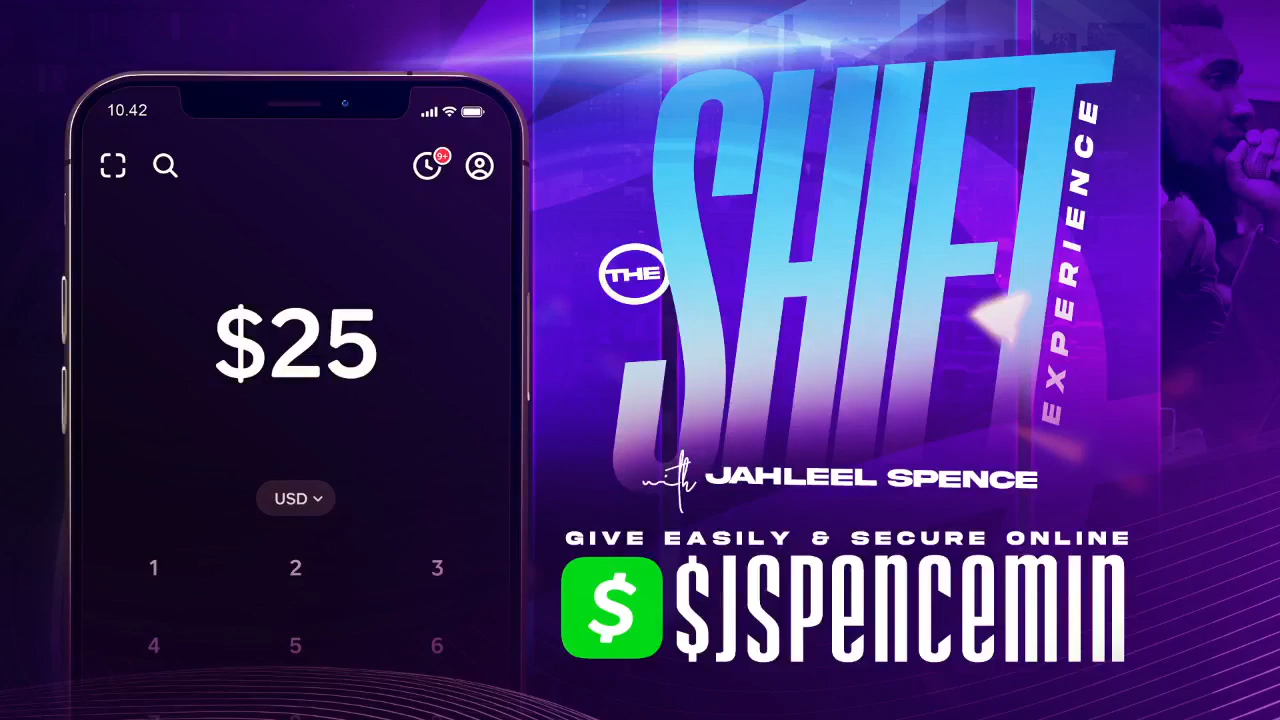 10.42
9+
$25
USD
1 2 3
4 5 6
THE
SHIFT
EXPERIENCE
with JAHLEEL SPENCE
GIVE EASILY & SECURE ONLINE
$
$JSPENCEMIN